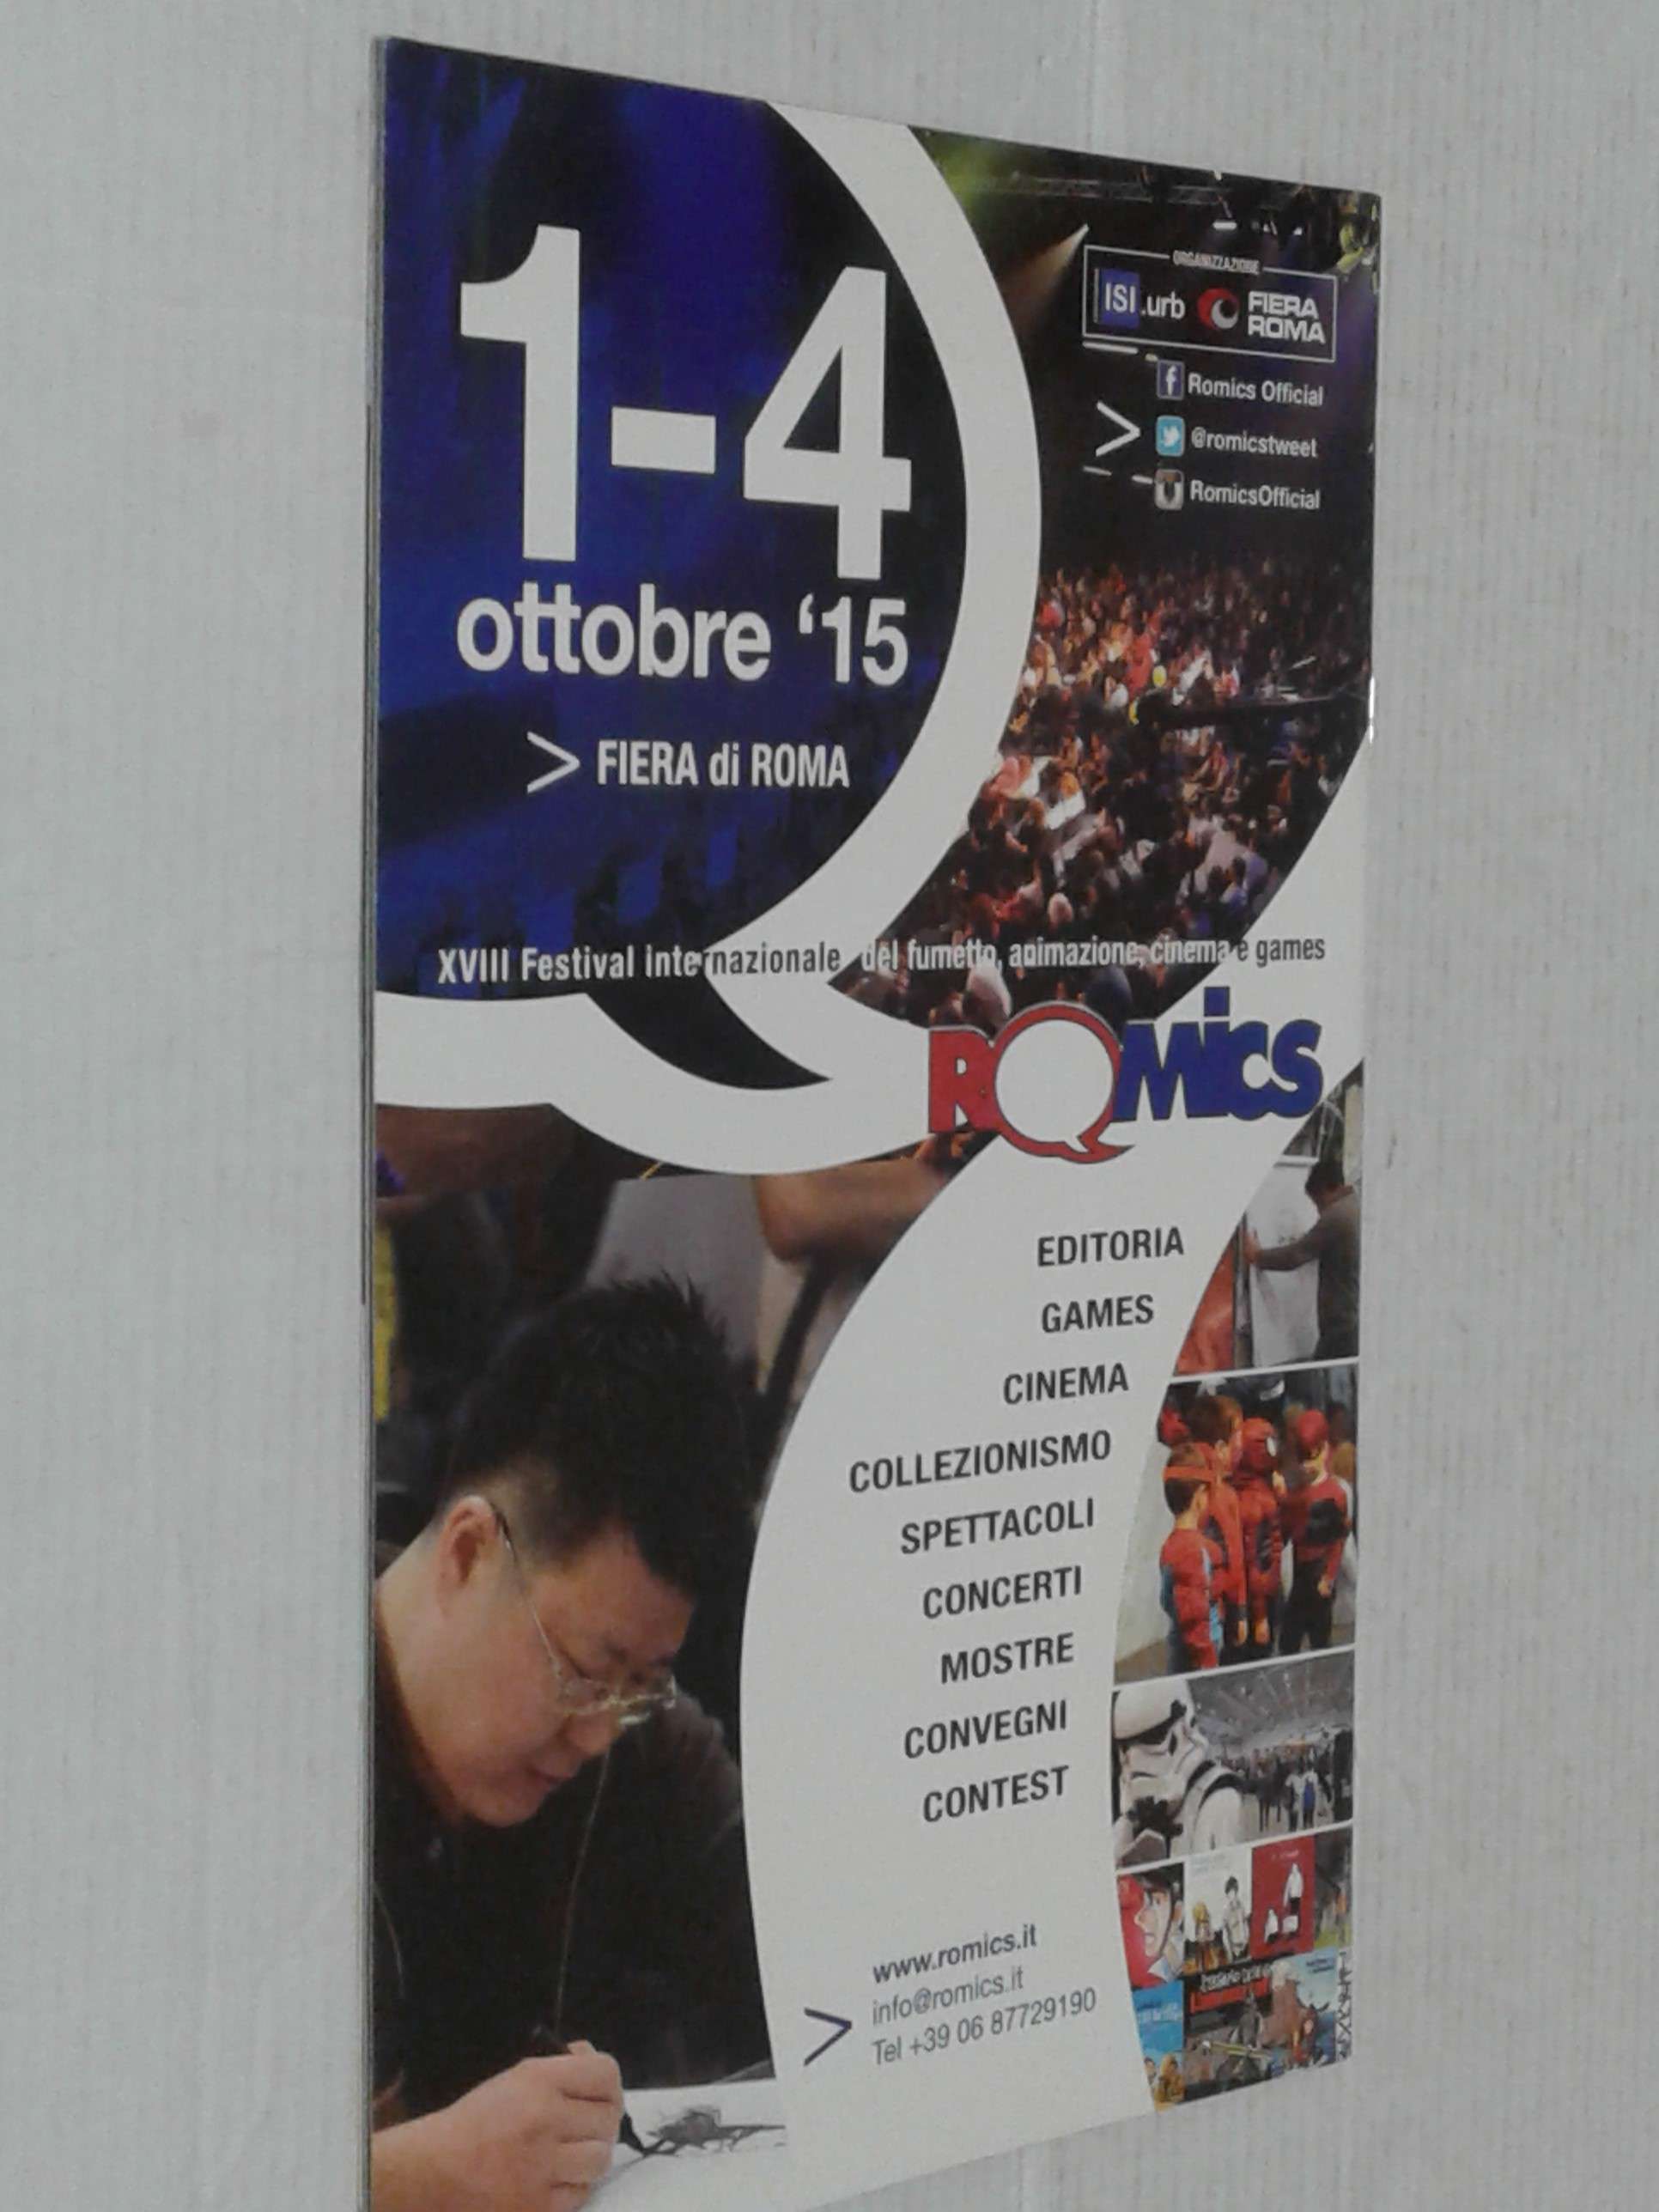 1-4
ottobre '15
> FIERA di ROMA
ORGANIZZAZIONE
ISI.urb FIERA ROMA
Romics Official
> @romicstweet
RomicsOfficial
XVIII Festival internazionale del fumetto, animazione, cinema e games
ROMICS
EDITORIA
GAMES
CINEMA
COLLEZIONISMO
SPETTACOLI
CONCERTI
MOSTRE
CONVEGNI
CONTEST
www.romics.it
> info@romics.it
Tel +39 06 87729190